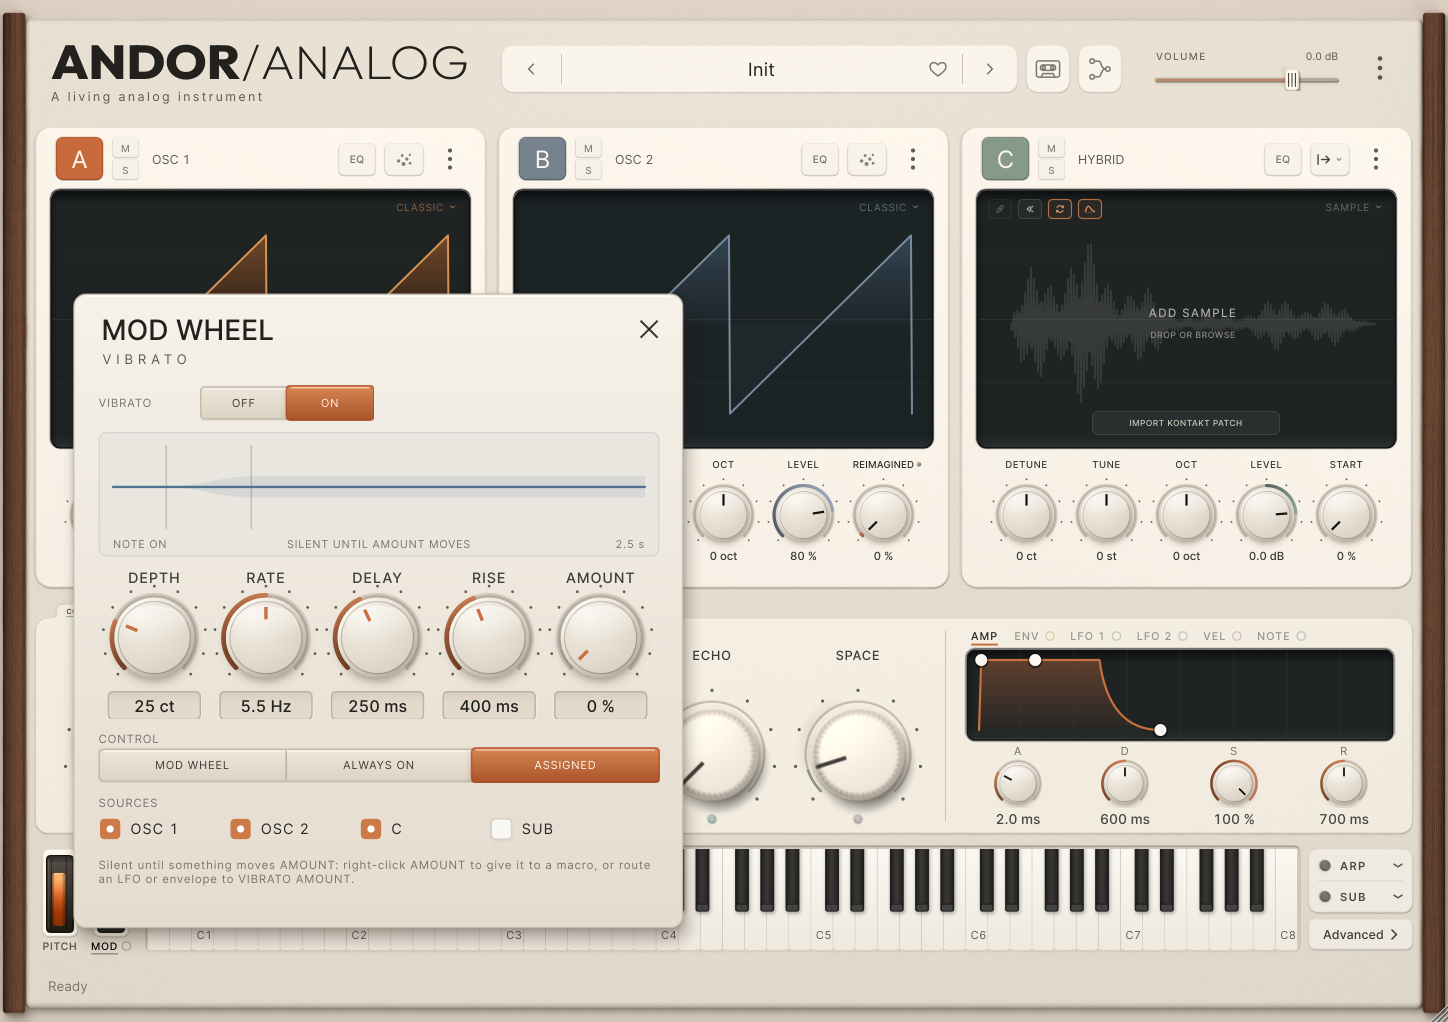 ANDOR/ANALOG
A living analog instrument
Init
VOLUME 0.0 dB
A M S OSC 1 EQ
B M S OSC 2 EQ
C M S HYBRID EQ
CLASSIC
CLASSIC
SAMPLE
ADD SAMPLE
DROP OR BROWSE
IMPORT KONTAKT PATCH
OCT LEVEL REIMAGINED
0 oct 80 % 0 %
DETUNE TUNE OCT LEVEL START
0 ct 0 st 0 oct 0.0 dB 0 %
MOD WHEEL
VIBRATO
VIBRATO OFF ON
NOTE ON SILENT UNTIL AMOUNT MOVES 2.5 s
DEPTH RATE DELAY RISE AMOUNT
25 ct 5.5 Hz 250 ms 400 ms 0 %
CONTROL
MOD WHEEL ALWAYS ON ASSIGNED
SOURCES
OSC 1 OSC 2 C SUB
Silent until something moves AMOUNT: right-click AMOUNT to give it to a macro, or route
an LFO or envelope to VIBRATO AMOUNT.
ECHO SPACE
AMP ENV LFO 1 LFO 2 VEL NOTE
A D S R
2.0 ms 600 ms 100 % 700 ms
ARP
SUB
Advanced
PITCH MOD
C1 C2 C3 C4 C5 C6 C7 C8
Ready